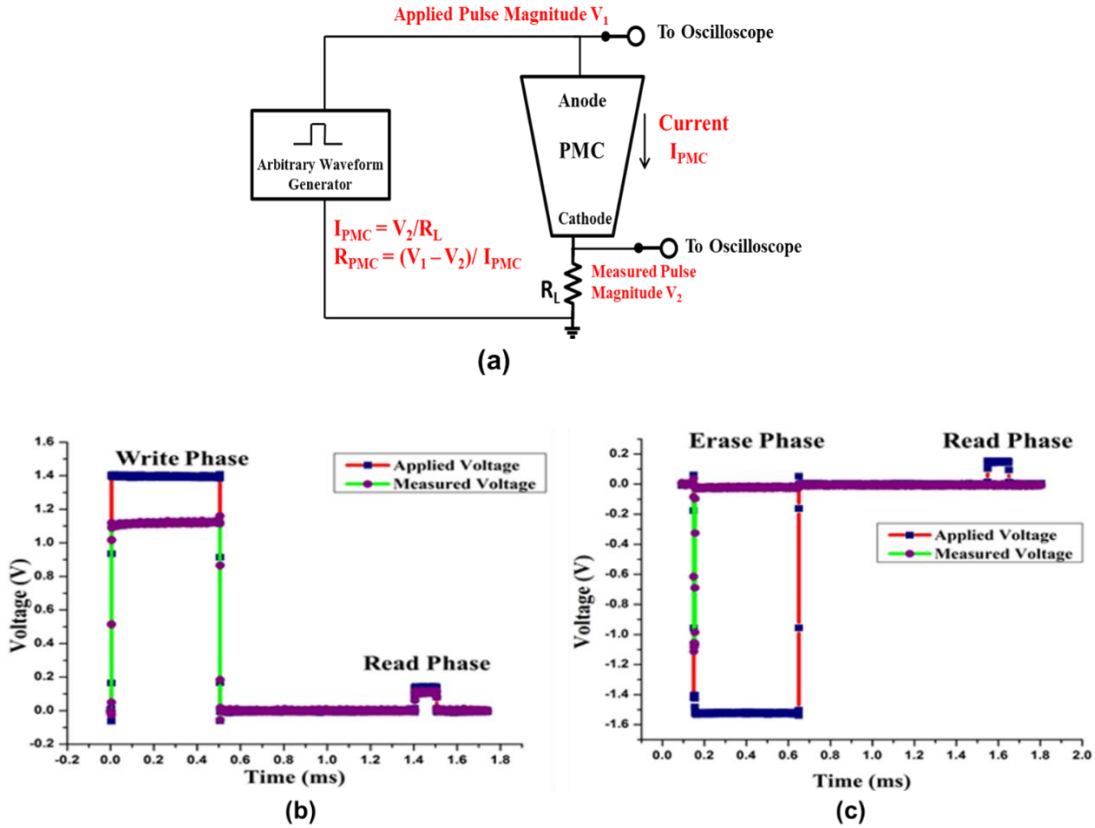 Applied Pulse Magnitude V₁
To Oscilloscope
Anode
PMC
Cathode
Current
I_PMC
Arbitrary Waveform
Generator
I_PMC = V₂/R_L
R_PMC = (V₁ – V₂)/ I_PMC
To Oscilloscope
R_L
Measured Pulse
Magnitude V₂
(a)
Write Phase
Applied Voltage
Measured Voltage
Read Phase
Voltage (V)
1.6
1.4
1.2
1.0
0.8
0.6
0.4
0.2
0.0
-0.2
-0.2 0.0 0.2 0.4 0.6 0.8 1.0 1.2 1.4 1.6 1.8
Time (ms)
(b)
Erase Phase
Read Phase
Applied Voltage
Measured Voltage
Voltage (V)
0.2
0.0
-0.2
-0.4
-0.6
-0.8
-1.0
-1.2
-1.4
-1.6
0.0 0.2 0.4 0.6 0.8 1.0 1.2 1.4 1.6 1.8 2.0
Time (ms)
(c)